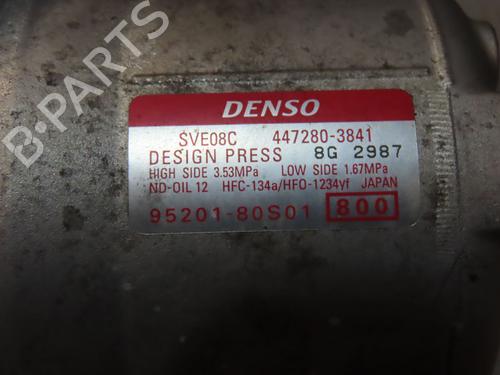 B-PARTS
DENSO
SVE08C 447280-3841
DESIGN PRESS 8G 2987
HIGH SIDE 3.53MPa LOW SIDE 1.67MPa
ND-OIL 12 HFC-134a/HFO-1234yf JAPAN
95201-80S01 800